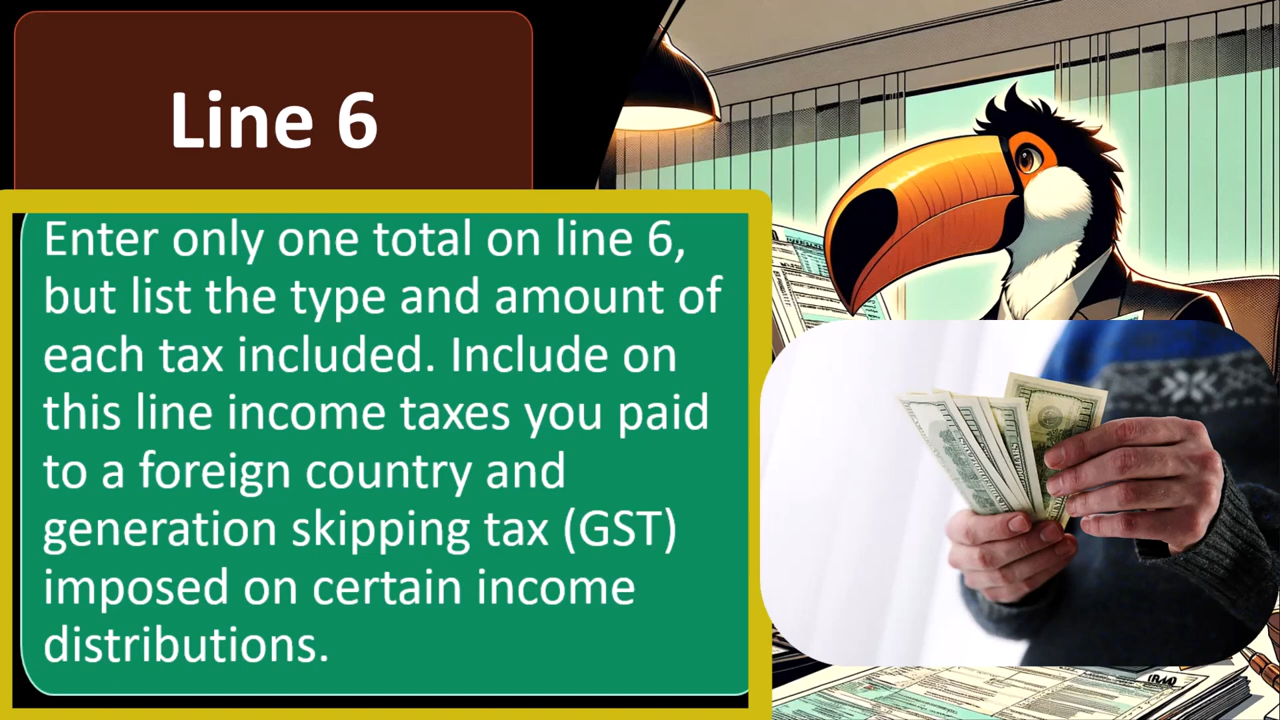 Line 6
Enter only one total on line 6,
but list the type and amount of
each tax included. Include on
this line income taxes you paid
to a foreign country and
generation skipping tax (GST)
imposed on certain income
distributions.